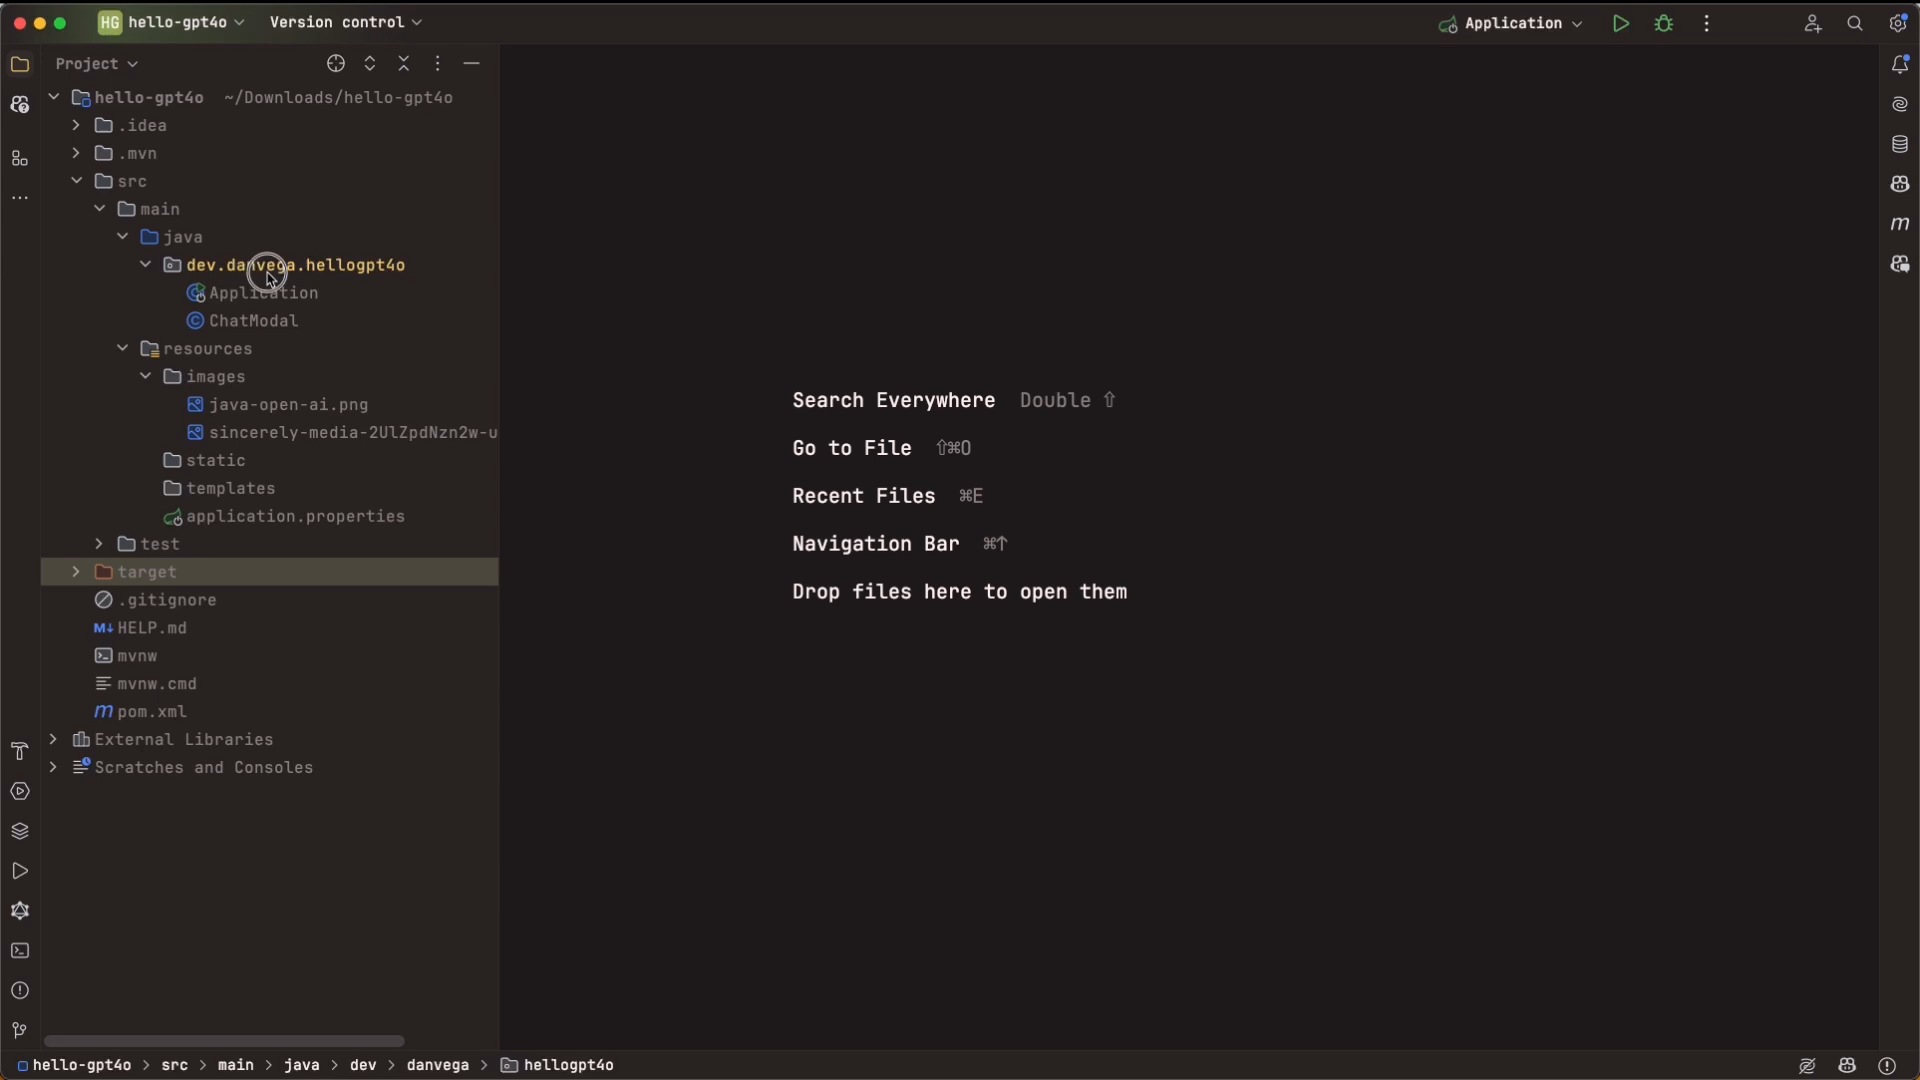 HG hello-gpt4o Version control Application
Project
hello-gpt4o ~/Downloads/hello-gpt4o
.idea
.mvn
src
main
java
dev.danvega.hellogpt4o
Application
ChatModal
resources
images
java-open-ai.png
sincerely-media-2UlZpdNzn2w-u
static
templates
application.properties
test
target
.gitignore
M↓ HELP.md
mvnw
mvnw.cmd
m pom.xml
External Libraries
Scratches and Consoles
Search Everywhere Double ⇧
Go to File ⇧⌘O
Recent Files ⌘E
Navigation Bar ⌘↑
Drop files here to open them
m
hello-gpt4o > src > main > java > dev > danvega > hellogpt4o